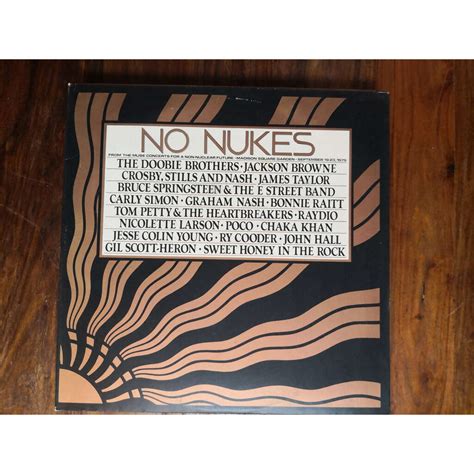 NO NUKES
FROM THE MUSE CONCERTS FOR A NON-NUCLEAR FUTURE · MADISON SQUARE GARDEN · SEPTEMBER 19-23, 1979
THE DOOBIE BROTHERS · JACKSON BROWNE
CROSBY, STILLS AND NASH · JAMES TAYLOR
BRUCE SPRINGSTEEN & THE E STREET BAND
CARLY SIMON · GRAHAM NASH · BONNIE RAITT
TOM PETTY & THE HEARTBREAKERS · RAYDIO
NICOLETTE LARSON · POCO · CHAKA KHAN
JESSE COLIN YOUNG · RY COODER · JOHN HALL
GIL SCOTT-HERON · SWEET HONEY IN THE ROCK